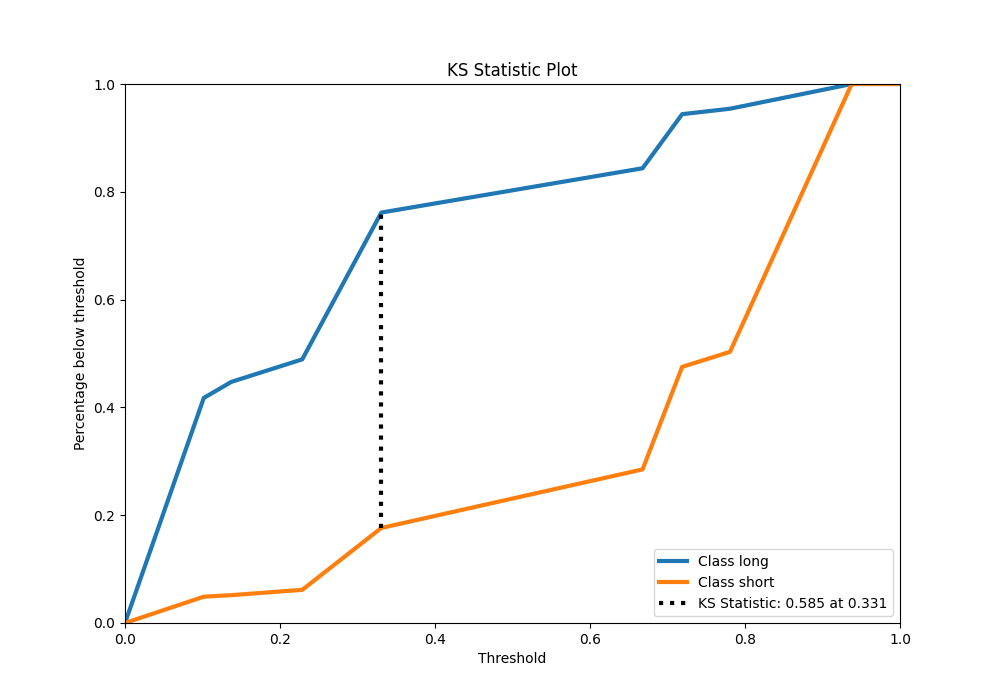 KS Statistic Plot
1.0
0.8
0.6
0.4
0.2
0.0
Percentage below threshold
0.0 0.2 0.4 0.6 0.8 1.0
Threshold
Class long
Class short
KS Statistic: 0.585 at 0.331